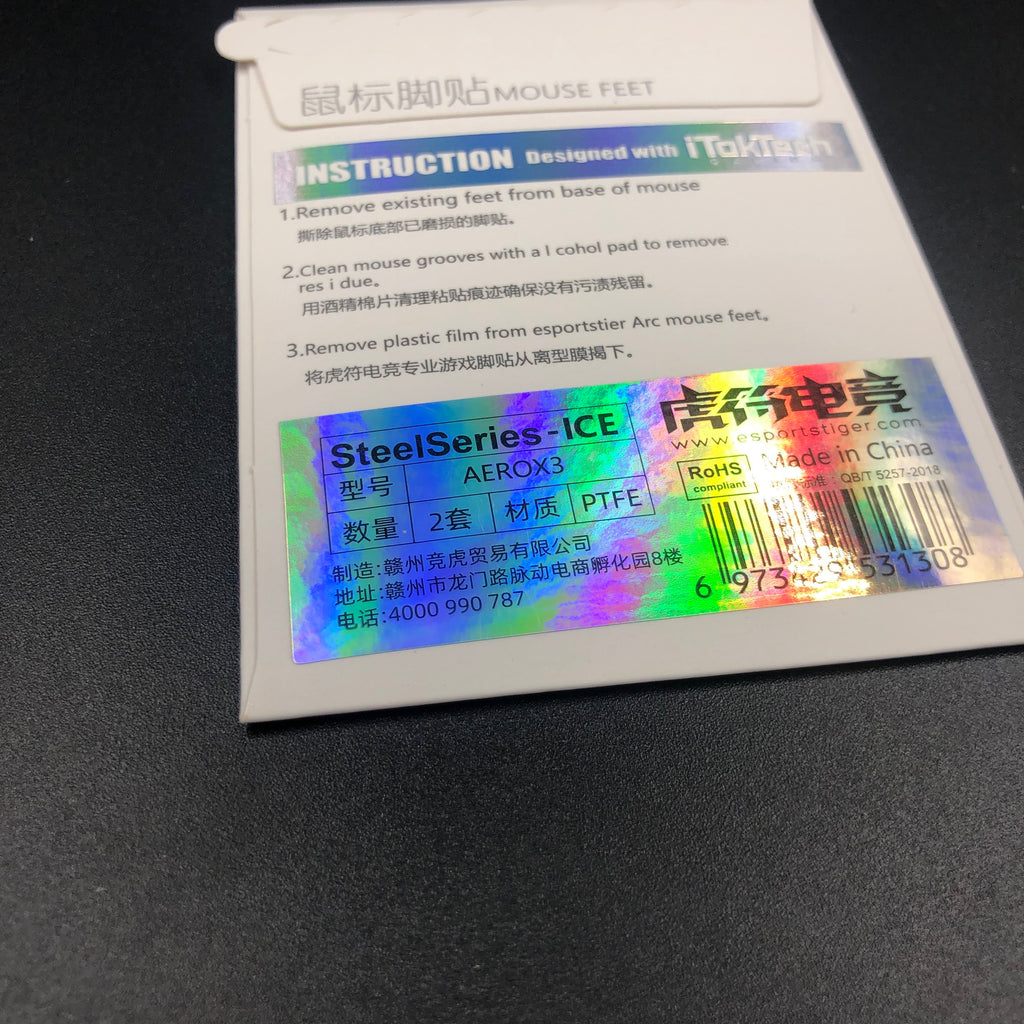 鼠标脚贴MOUSE FEET
INSTRUCTION Designed with iTokTech
1.Remove existing feet from base of mouse
撕除鼠标底部已磨损的脚贴。
2.Clean mouse grooves with a l cohol pad to remove
res i due。
用酒精棉片清理粘贴痕迹确保没有污渍残留。
3.Remove plastic film from esportstier Arc mouse feet。
将虎符电竞专业游戏脚贴从离型膜揭下。
SteelSeries-ICE
型号 AEROX3
数量 2套 材质 PTFE
制造:赣州竞虎贸易有限公司
地址:赣州市龙门路脉动电商孵化园8楼
电话:4000 990 787
虎符电竞
www.esportstiger.com
RoHS
compliant
Made in China
标准: QB/T 5257-2018
6 973 531308